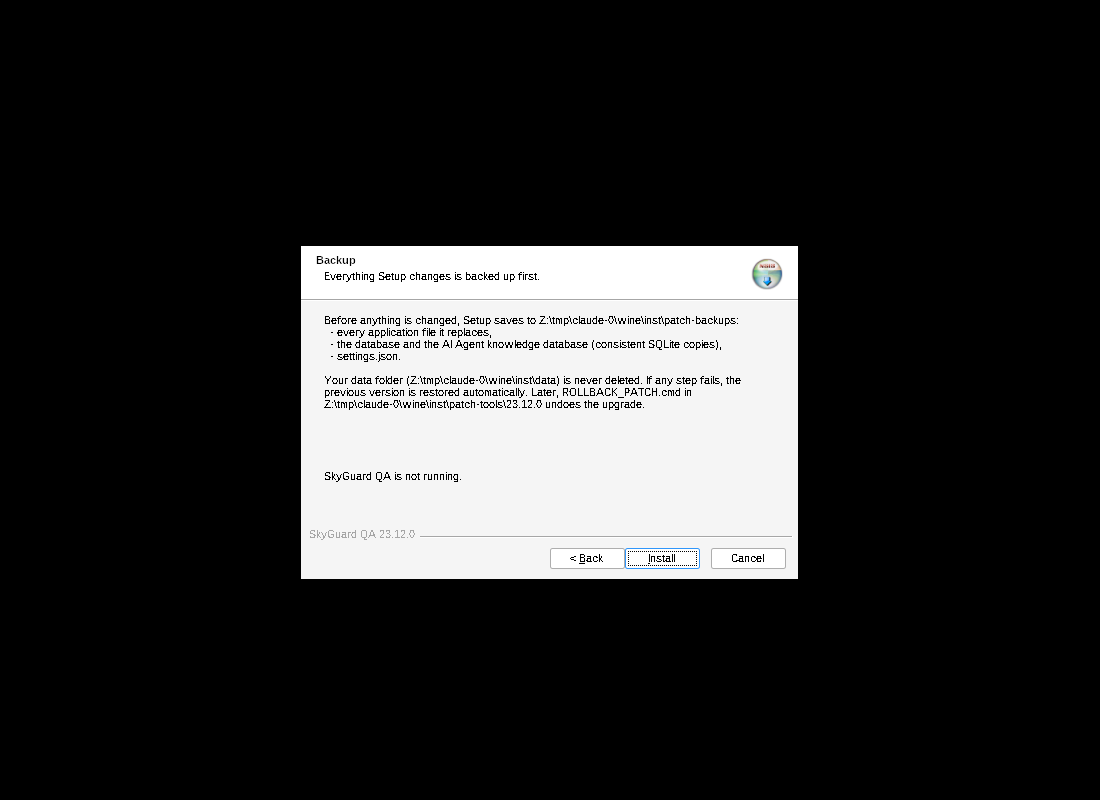 Backup
Everything Setup changes is backed up first.
Before anything is changed, Setup saves to Z:\tmp\claude-0\wine\inst\patch-backups:
- every application file it replaces,
- the database and the AI Agent knowledge database (consistent SQLite copies),
- settings.json.
Your data folder (Z:\tmp\claude-0\wine\inst\data) is never deleted. If any step fails, the
previous version is restored automatically. Later, ROLLBACK_PATCH.cmd in
Z:\tmp\claude-0\wine\inst\patch-tools\23.12.0 undoes the upgrade.
SkyGuard QA is not running.
SkyGuard QA 23.12.0
< Back
Install
Cancel